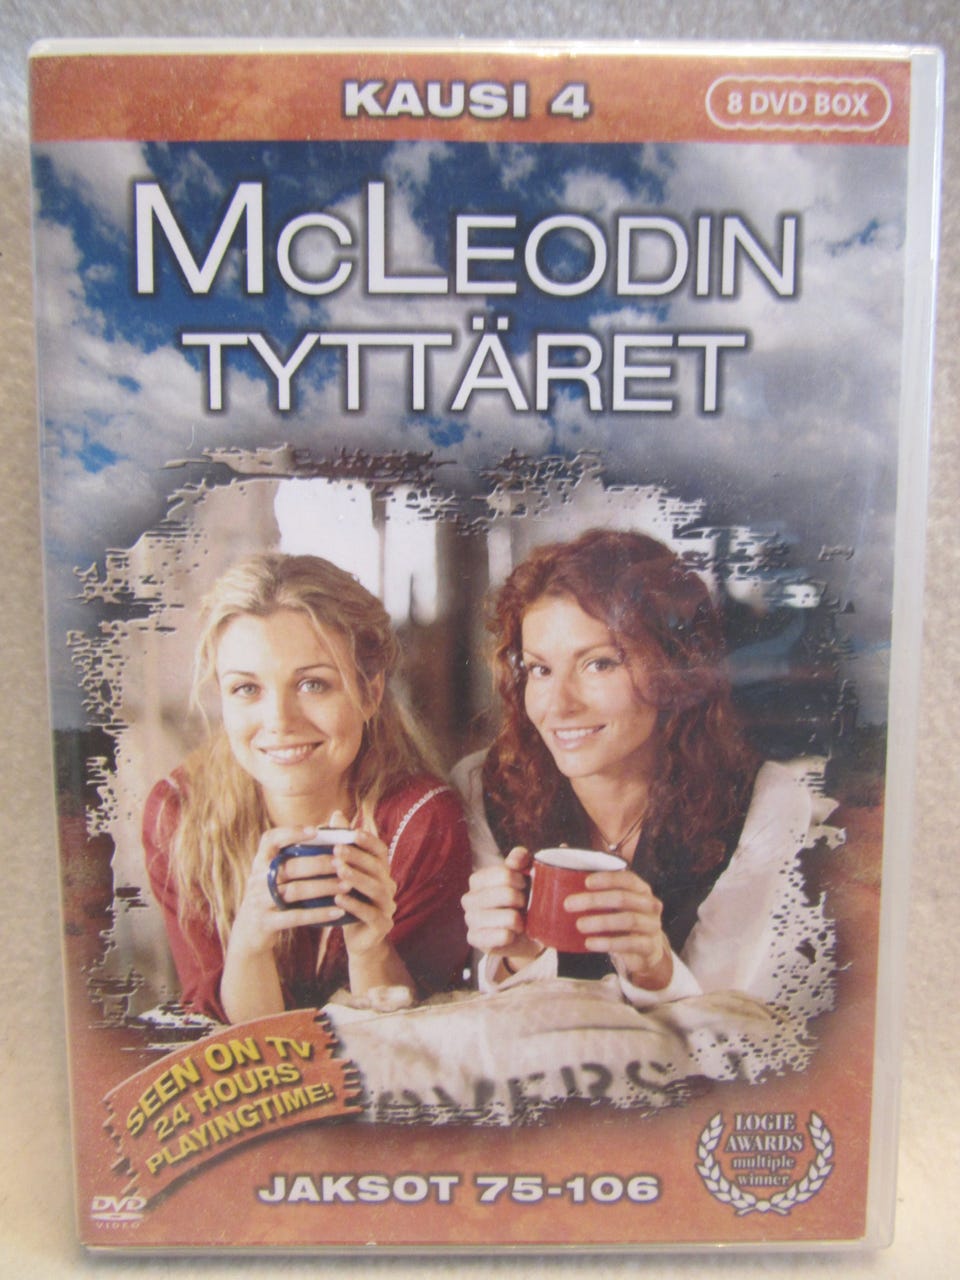 KAUSI 4
8 DVD BOX
McLEODIN
TYTTÄRET
SEEN ON TV
24 HOURS
PLAYINGTIME!
LOGIE
AWARDS
multiple
winner
JAKSOT 75-106
DVD
VIDEO